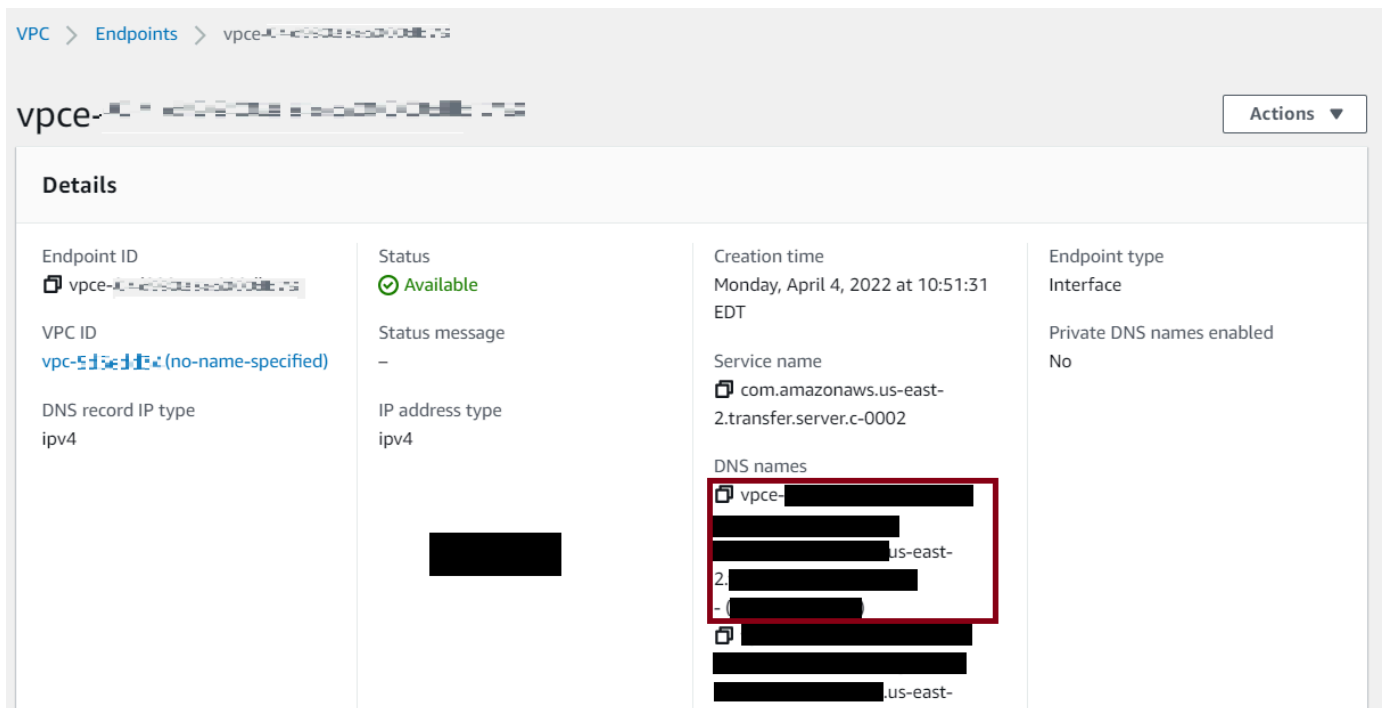 VPC > Endpoints > vpce-
vpce-
Actions
Details
Endpoint ID
vpce-
VPC ID
vpc- (no-name-specified)
DNS record IP type
ipv4
Status
Available
Status message
–
IP address type
ipv4
Creation time
Monday, April 4, 2022 at 10:51:31
EDT
Service name
com.amazonaws.us-east-
2.transfer.server.c-0002
DNS names
vpce-
us-east-
2.
- ( )
.us-east-
Endpoint type
Interface
Private DNS names enabled
No